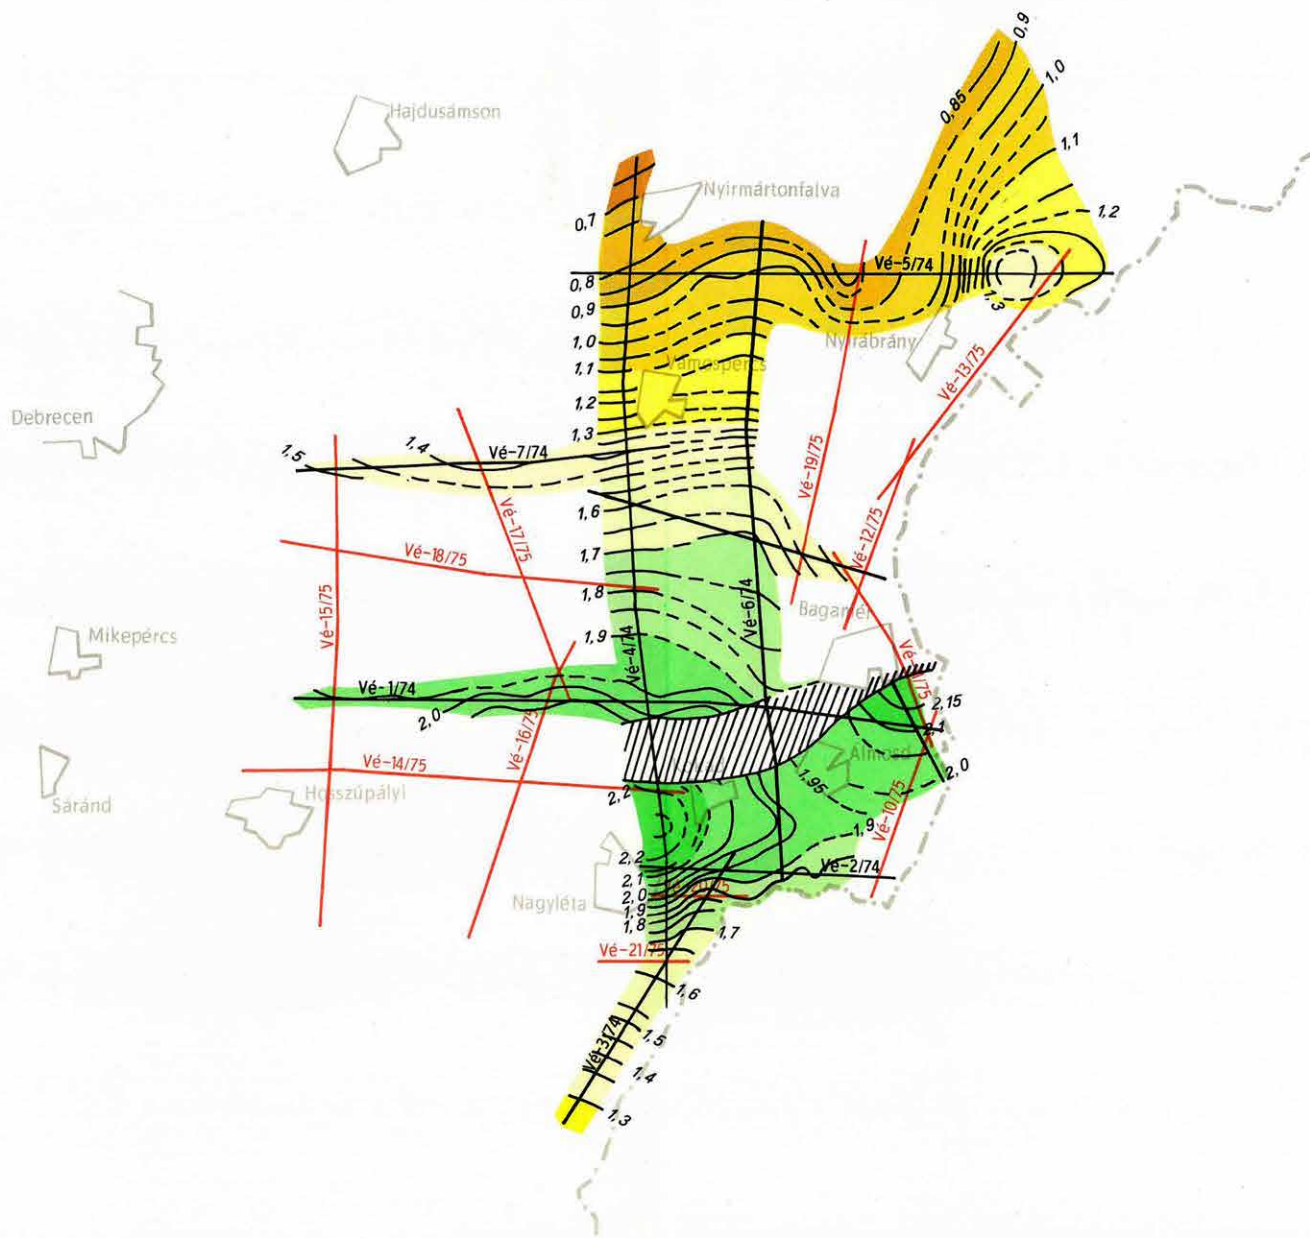 0,9
1,0
0,85
Hajdusámson
1,1
Nyirmártonfalva
1,2
0,7
Vé-5/74
0,8
1,3
0,9
1,0
Nyirábrány
Vámospércs
1,1
Vé-13/75
1,2
Debrecen
1,3
1,4
1,5
Vé-7/74
Vé-19/75
1,6
Vé-17/75
Vé-12/75
1,7
Vé-18/75
1,8
Vé-6/74
Vé-15/75
Bagamér
1,9
Mikepércs
Vé-4/74
Vé-1/74
2,0
2,15
2,1
Vé-16/75
Álmosd
Vé-14/75
2,0
1,95
2,2
Sáránd
Hosszúpályi
Vé-10/75
1,9
2,2
Vé-2/74
2,1
2,0
Nagyléta
1,9
1,8
1,7
Vé-21/75
1,6
Vé-3/74
1,5
1,4
1,3